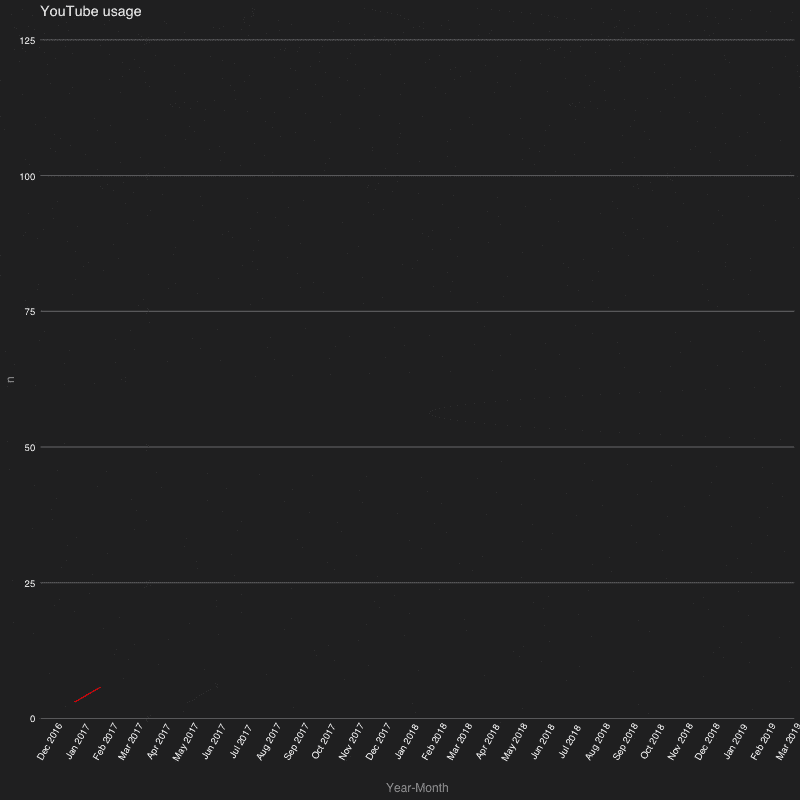 YouTube usage
125
100
75
n
50
25
0
Dec 2016
Jan 2017
Feb 2017
Mar 2017
Apr 2017
May 2017
Jun 2017
Jul 2017
Aug 2017
Sep 2017
Oct 2017
Nov 2017
Dec 2017
Jan 2018
Feb 2018
Mar 2018
Apr 2018
May 2018
Jun 2018
Jul 2018
Aug 2018
Sep 2018
Oct 2018
Nov 2018
Dec 2018
Jan 2019
Feb 2019
Mar 2019
Year-Month